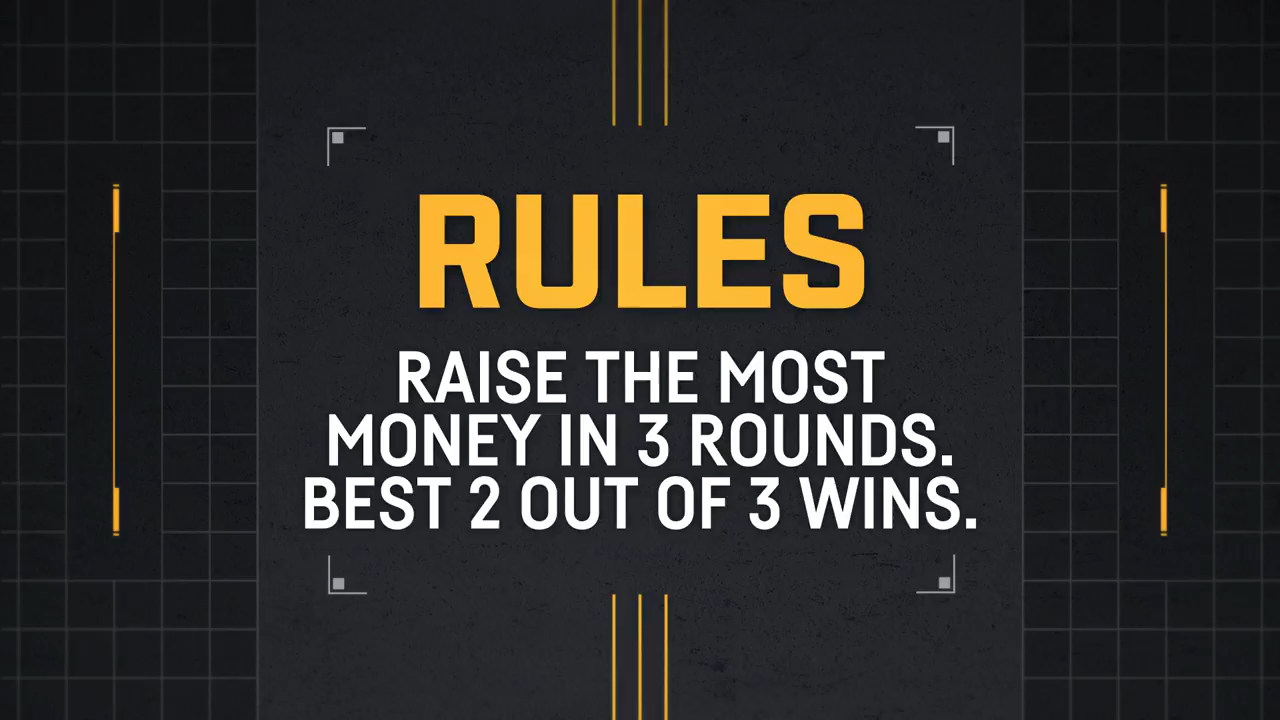 RULES
RAISE THE MOST
MONEY IN 3 ROUNDS.
BEST 2 OUT OF 3 WINS.